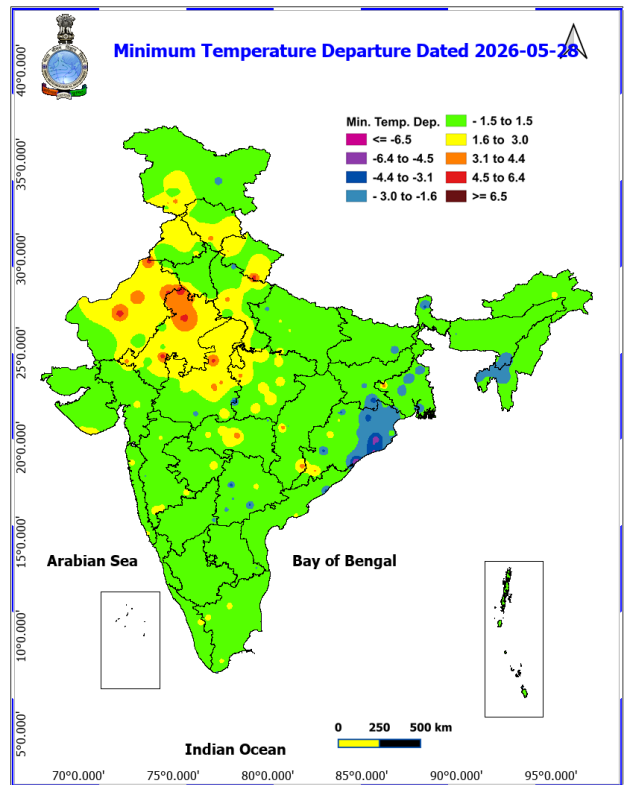 Minimum Temperature Departure Dated 2026-05-28
Min. Temp. Dep.
<= -6.5
-6.4 to -4.5
-4.4 to -3.1
- 3.0 to -1.6
- 1.5 to 1.5
1.6 to 3.0
3.1 to 4.4
4.5 to 6.4
>= 6.5
40°0.000'
35°0.000'
30°0.000'
25°0.000'
20°0.000'
15°0.000'
10°0.000'
5°0.000'
Arabian Sea
Bay of Bengal
Indian Ocean
0 250 500 km
70°0.000' 75°0.000' 80°0.000' 85°0.000' 90°0.000' 95°0.000'